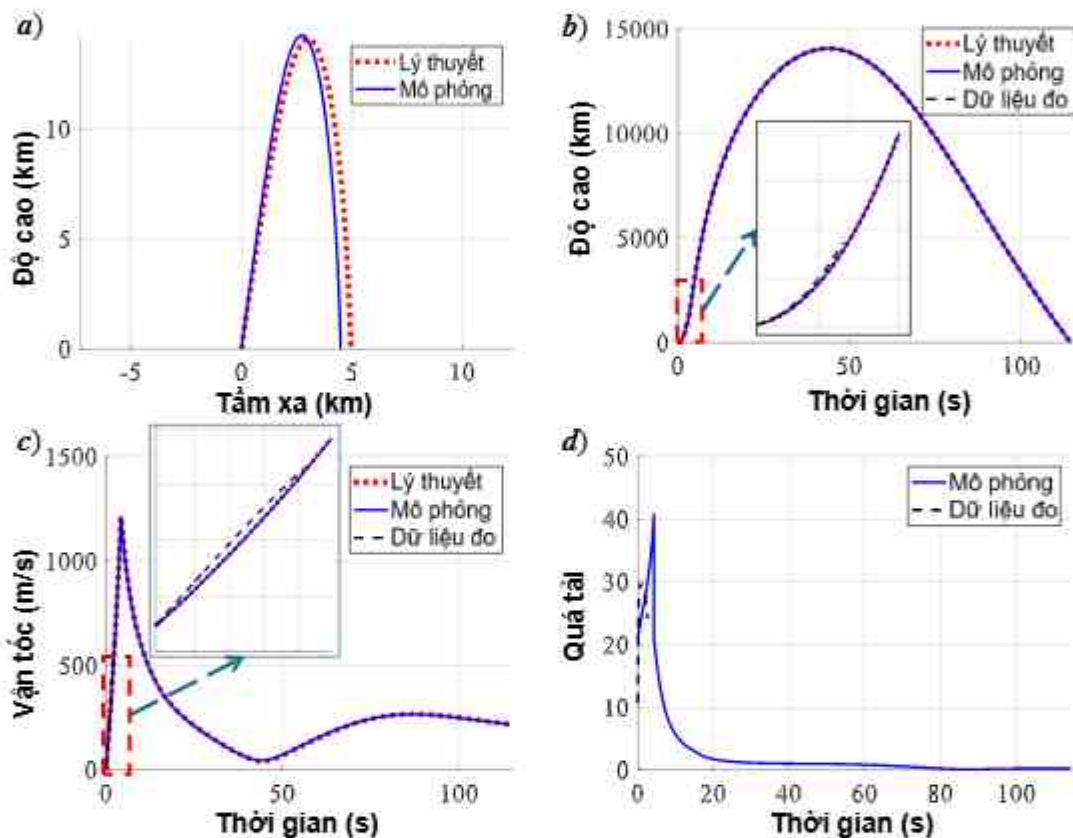 a)
Độ cao (km)
10
5
0
-5
0
5
10
Tầm xa (km)
Lý thuyết
Mô phỏng
b)
Độ cao (km)
15000
10000
5000
0
0
50
100
Thời gian (s)
Lý thuyết
Mô phỏng
Dữ liệu đo
c)
Vận tốc (m/s)
1500
1000
500
0
0
50
100
Thời gian (s)
Lý thuyết
Mô phỏng
Dữ liệu đo
d)
Quá tải
50
40
30
20
10
0
0
20
40
60
80
100
Thời gian (s)
Mô phỏng
Dữ liệu đo